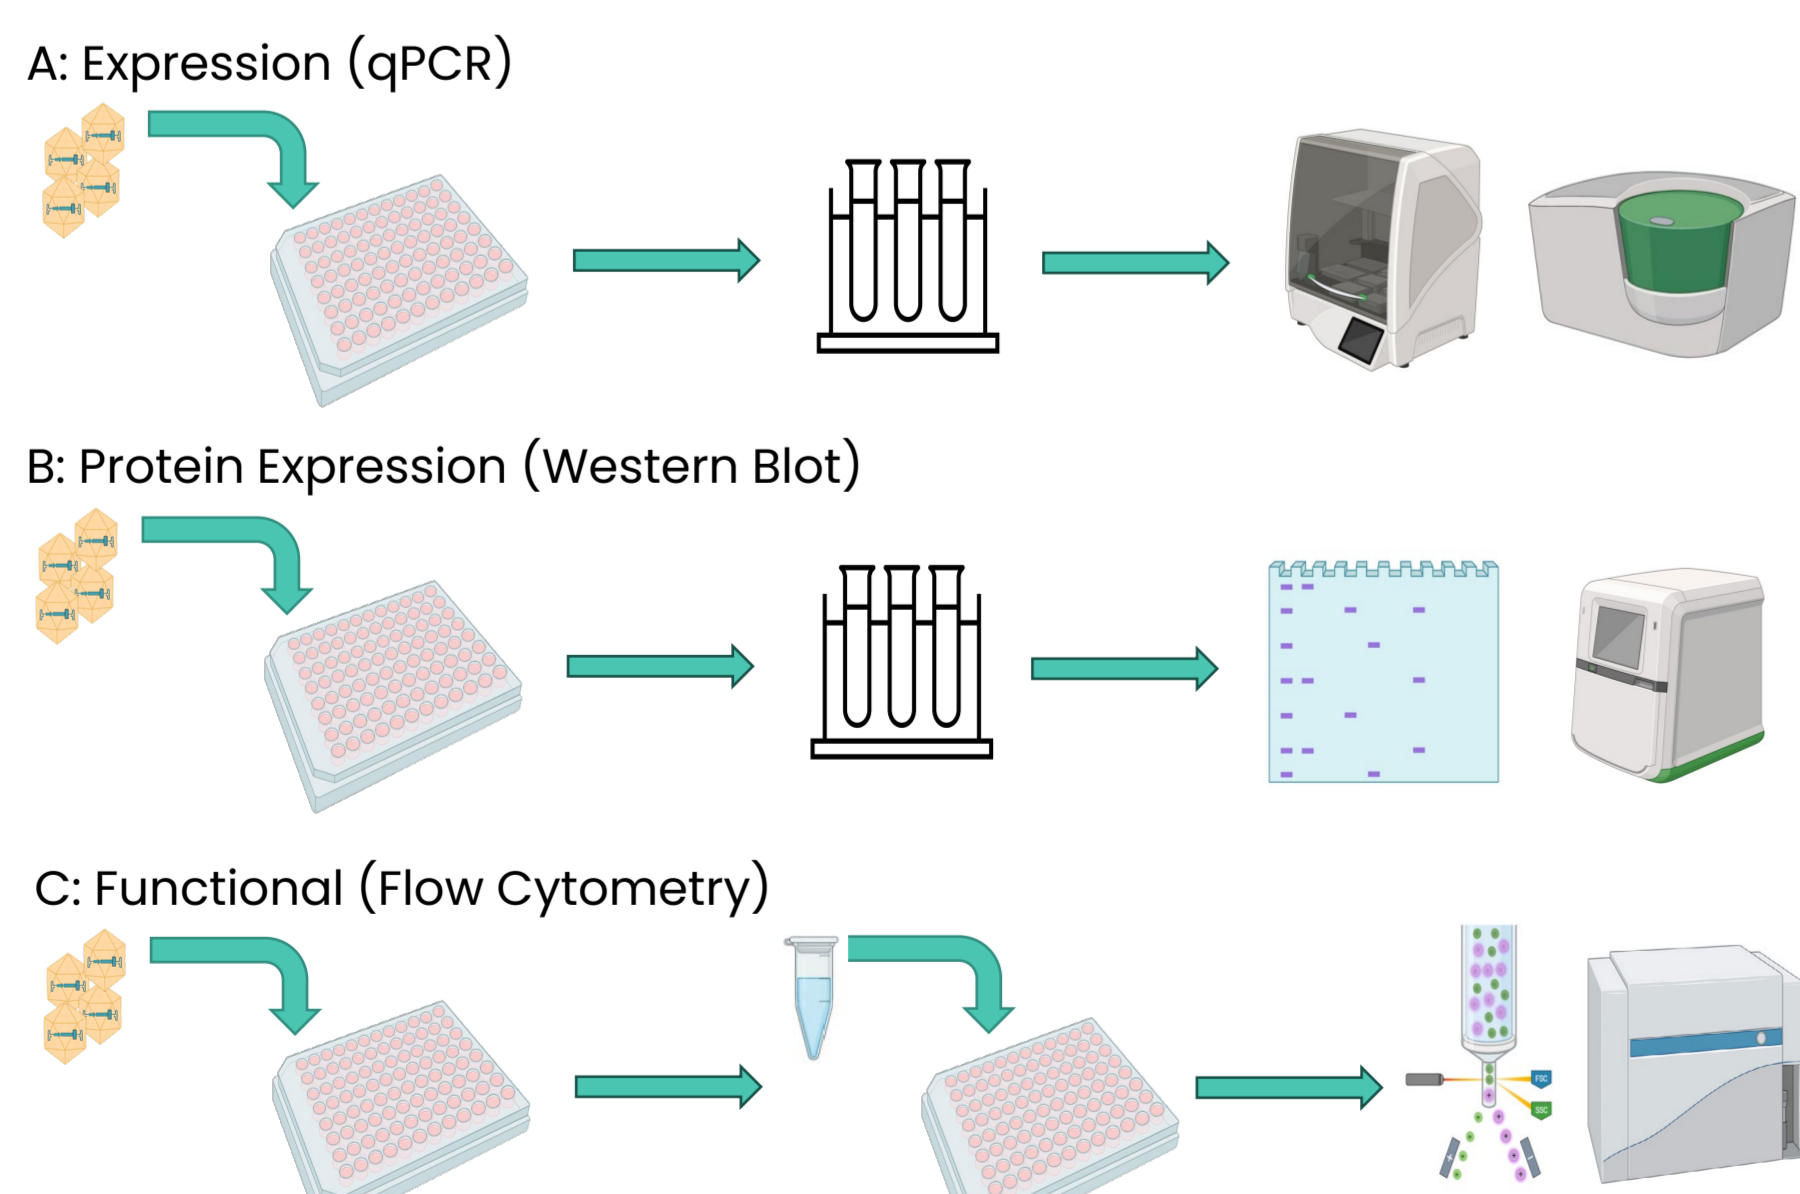 A: Expression (qPCR)
B: Protein Expression (Western Blot)
C: Functional (Flow Cytometry)
FSC
SSC